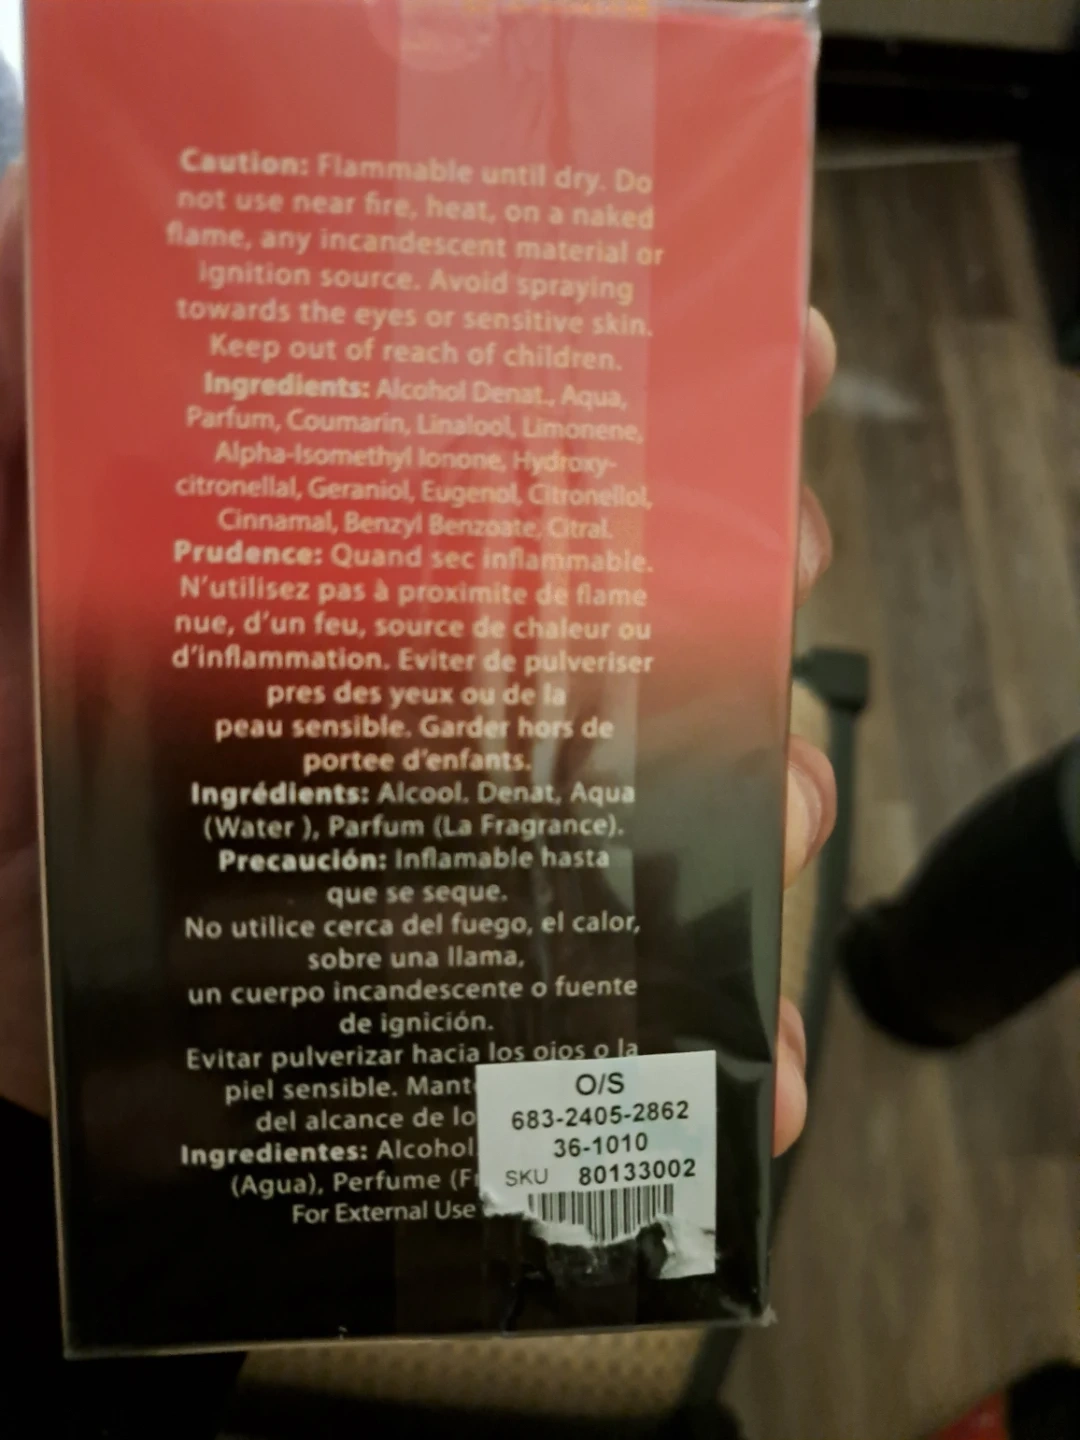 Caution: Flammable until dry. Do
not use near fire, heat, on a naked
flame, any incandescent material or
ignition source. Avoid spraying
towards the eyes or sensitive skin.
Keep out of reach of children.
Ingredients: Alcohol Denat., Aqua,
Parfum, Coumarin, Linalool, Limonene,
Alpha-Isomethyl Ionone, Hydroxy-
citronellal, Geraniol, Eugenol, Citronellol,
Cinnamal, Benzyl Benzoate, Citral.
Prudence: Quand sec inflammable.
N'utilisez pas à proximite de flame
nue, d'un feu, source de chaleur ou
d'inflammation. Eviter de pulveriser
pres des yeux ou de la
peau sensible. Garder hors de
portee d'enfants.
Ingrédients: Alcool. Denat, Aqua
(Water ), Parfum (La Fragrance).
Precaución: Inflamable hasta
que se seque.
No utilice cerca del fuego, el calor,
sobre una llama,
un cuerpo incandescente o fuente
de ignición.
Evitar pulverizar hacia los ojos o la
piel sensible. Mant
del alcance de lo
Ingredientes: Alcohol
(Agua), Perfume (F
For External Use
O/S
683-2405-2862
36-1010
SKU 80133002